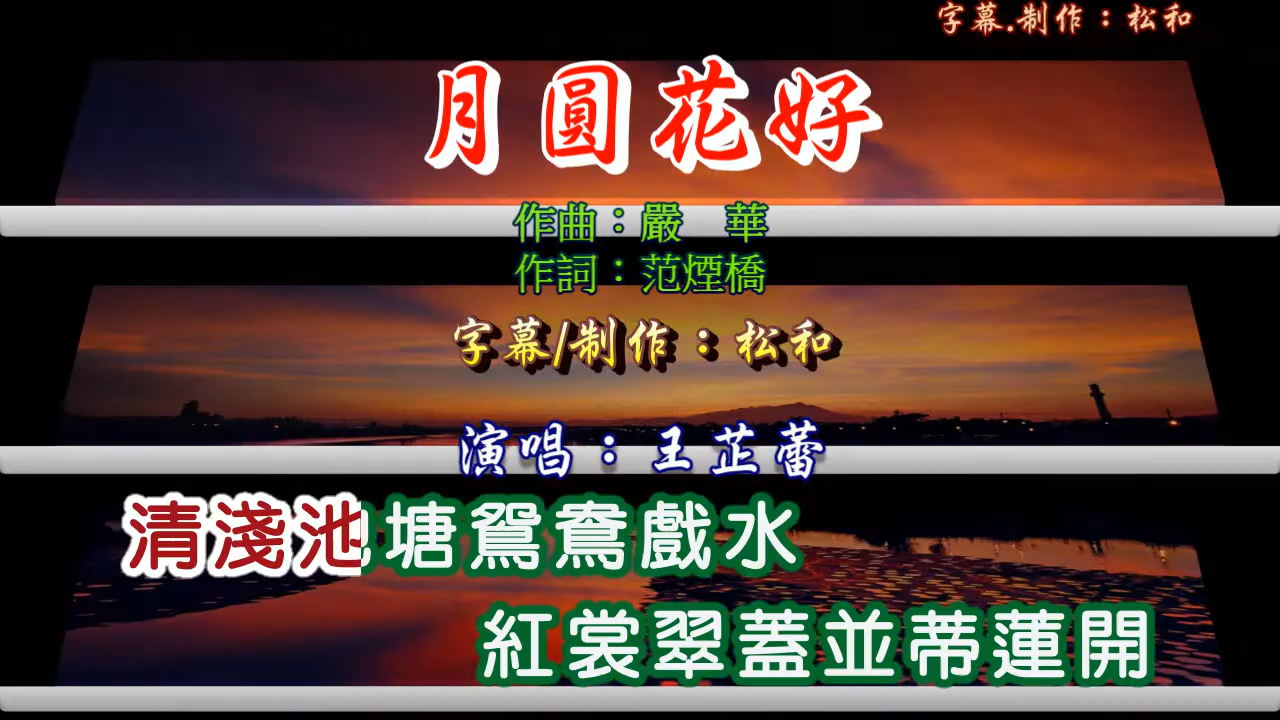 字幕.制作：松和
月圓花好
作曲：嚴　華
作詞：范煙橋
字幕/制作：松和
演唱：王芷蕾
清淺池塘鴛鴦戲水
紅裳翠蓋並蒂蓮開